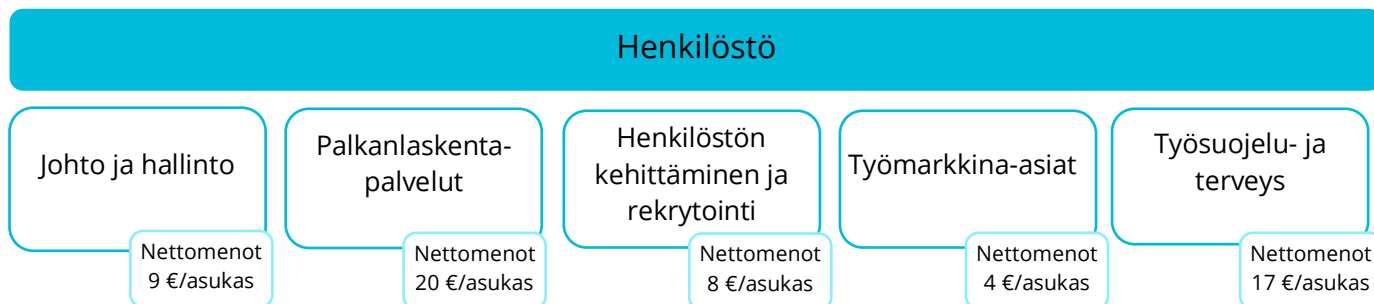 Henkilöstö
Johto ja hallinto
Nettomenot
9 €/asukas
Palkanlaskenta-
palvelut
Nettomenot
20 €/asukas
Henkilöstön
kehittäminen ja
rekrytointi
Nettomenot
8 €/asukas
Työmarkkina-asiat
Nettomenot
4 €/asukas
Työsuojelu- ja
terveys
Nettomenot
17 €/asukas